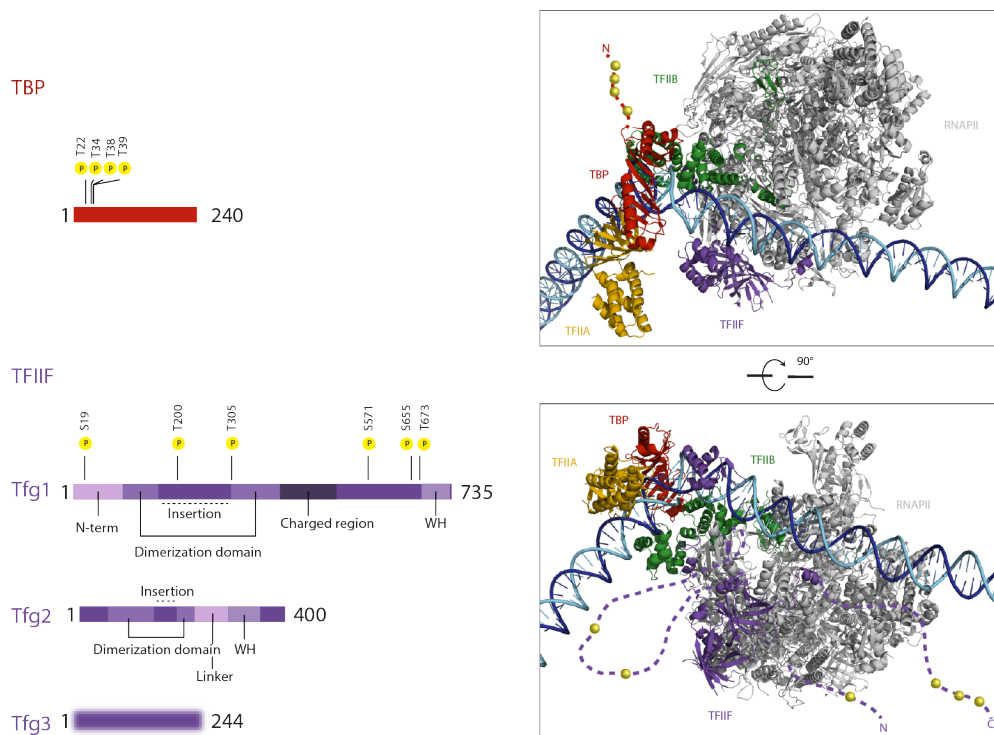 TBP
T22
T34
T38
T39
P P P P
1 240
TFIIF
S19
T200
T305
S571
S655
T673
P P P P P P
Tfg1 1 735
N-term
Insertion
Charged region
WH
Dimerization domain
Insertion
Tfg2 1 400
Dimerization domain
WH
Linker
Tfg3 1 244
N
TFIIB
RNAPII
TBP
TFIIA
TFIIF
90°
TBP
TFIIA
TFIIB
RNAPII
TFIIF
N
C